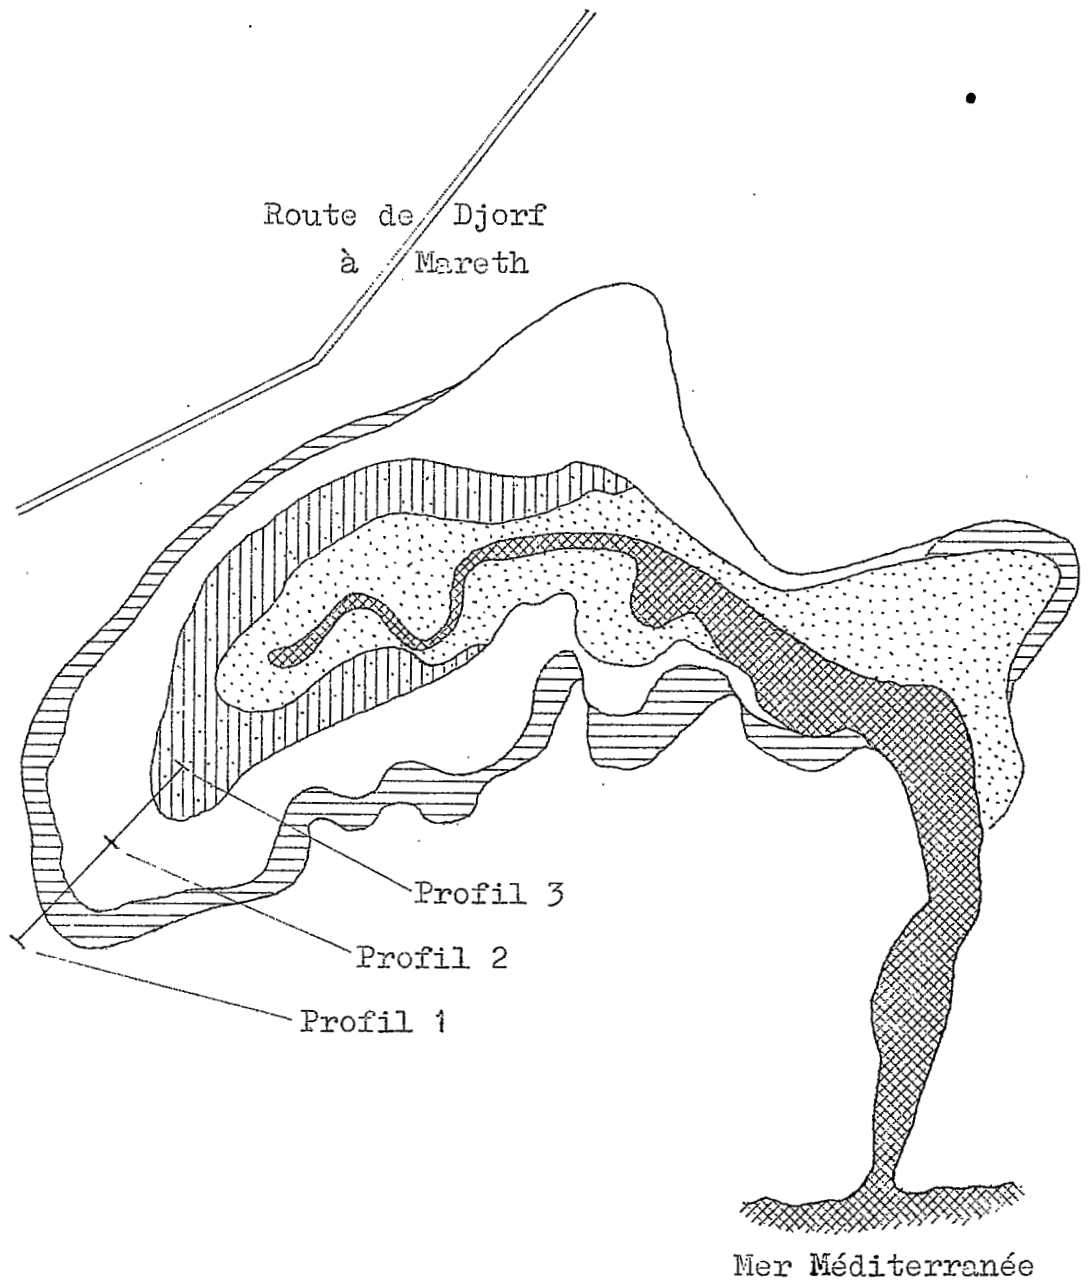 Route de Djorf
à Mareth
Profil 3
Profil 2
Profil 1
Mer Méditerranée